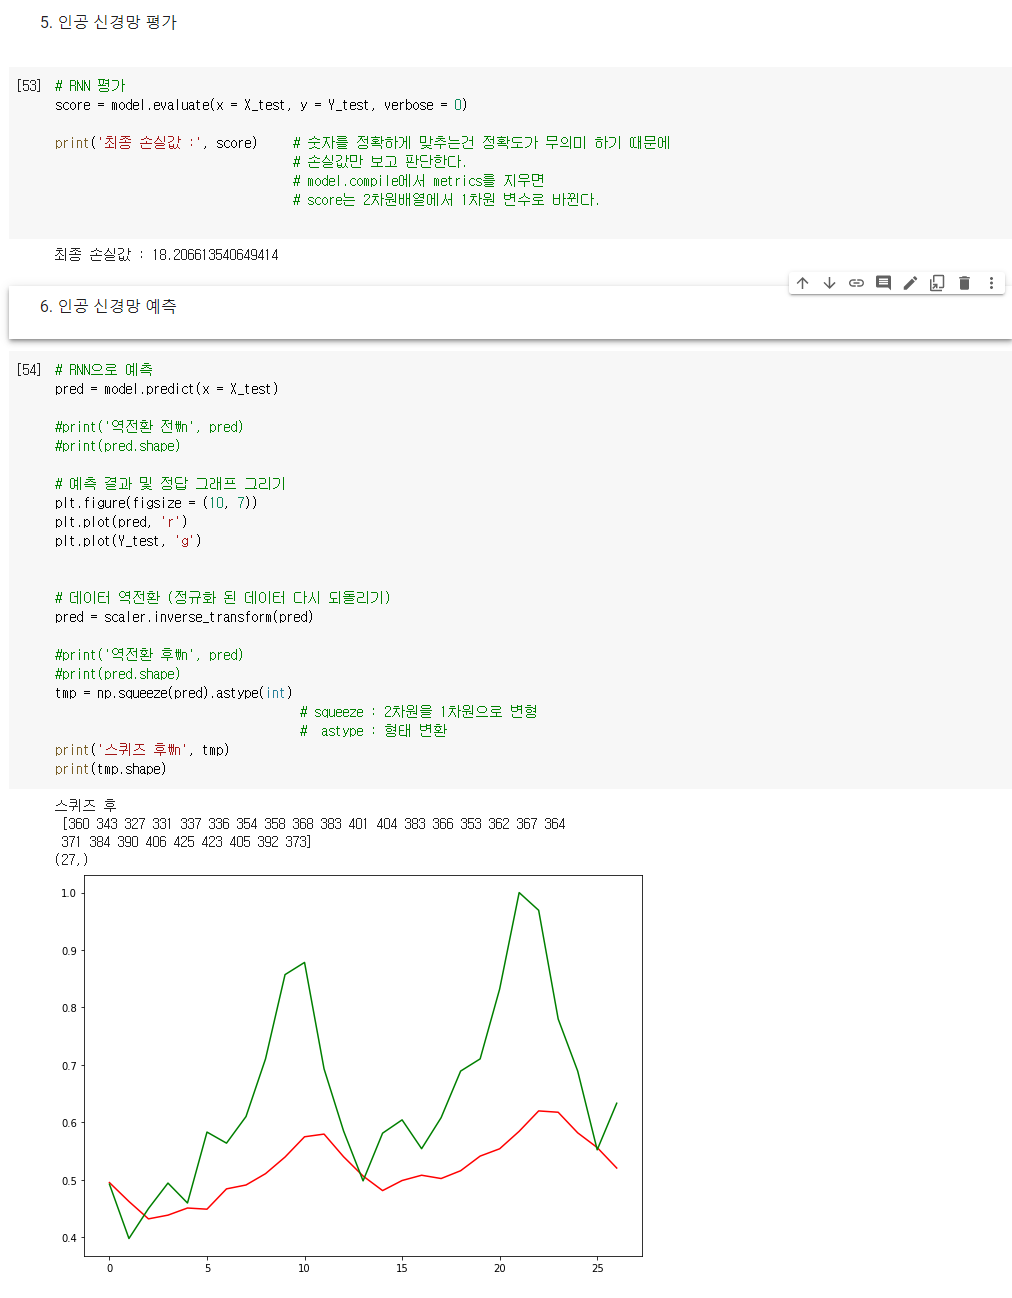 5. 인공 신경망 평가
[53] # RNN 평가
score = model.evaluate(x = X_test, y = Y_test, verbose = 0)
print('최종 손실값 :', score) # 숫자를 정확하게 맞추는건 정확도가 무의미 하기 때문에
# 손실값만 보고 판단한다.
# model.compile에서 metrics를 지우면
# score는 2차원배열에서 1차원 변수로 바뀐다.
최종 손실값 : 18.206613540649414
6. 인공 신경망 예측
[54] # RNN으로 예측
pred = model.predict(x = X_test)
#print('역전환 전₩n', pred)
#print(pred.shape)
# 예측 결과 및 정답 그래프 그리기
plt.figure(figsize = (10, 7))
plt.plot(pred, 'r')
plt.plot(Y_test, 'g')
# 데이터 역전환 (정규화 된 데이터 다시 되돌리기)
pred = scaler.inverse_transform(pred)
#print('역전환 후₩n', pred)
#print(pred.shape)
tmp = np.squeeze(pred).astype(int)
# squeeze : 2차원을 1차원으로 변형
# astype : 형태 변환
print('스퀴즈 후₩n', tmp)
print(tmp.shape)
스퀴즈 후
[360 343 327 331 337 336 354 358 368 383 401 404 383 366 353 362 367 364
371 384 390 406 425 423 405 392 373]
(27,)
1.0
0.9
0.8
0.7
0.6
0.5
0.4
0 5 10 15 20 25